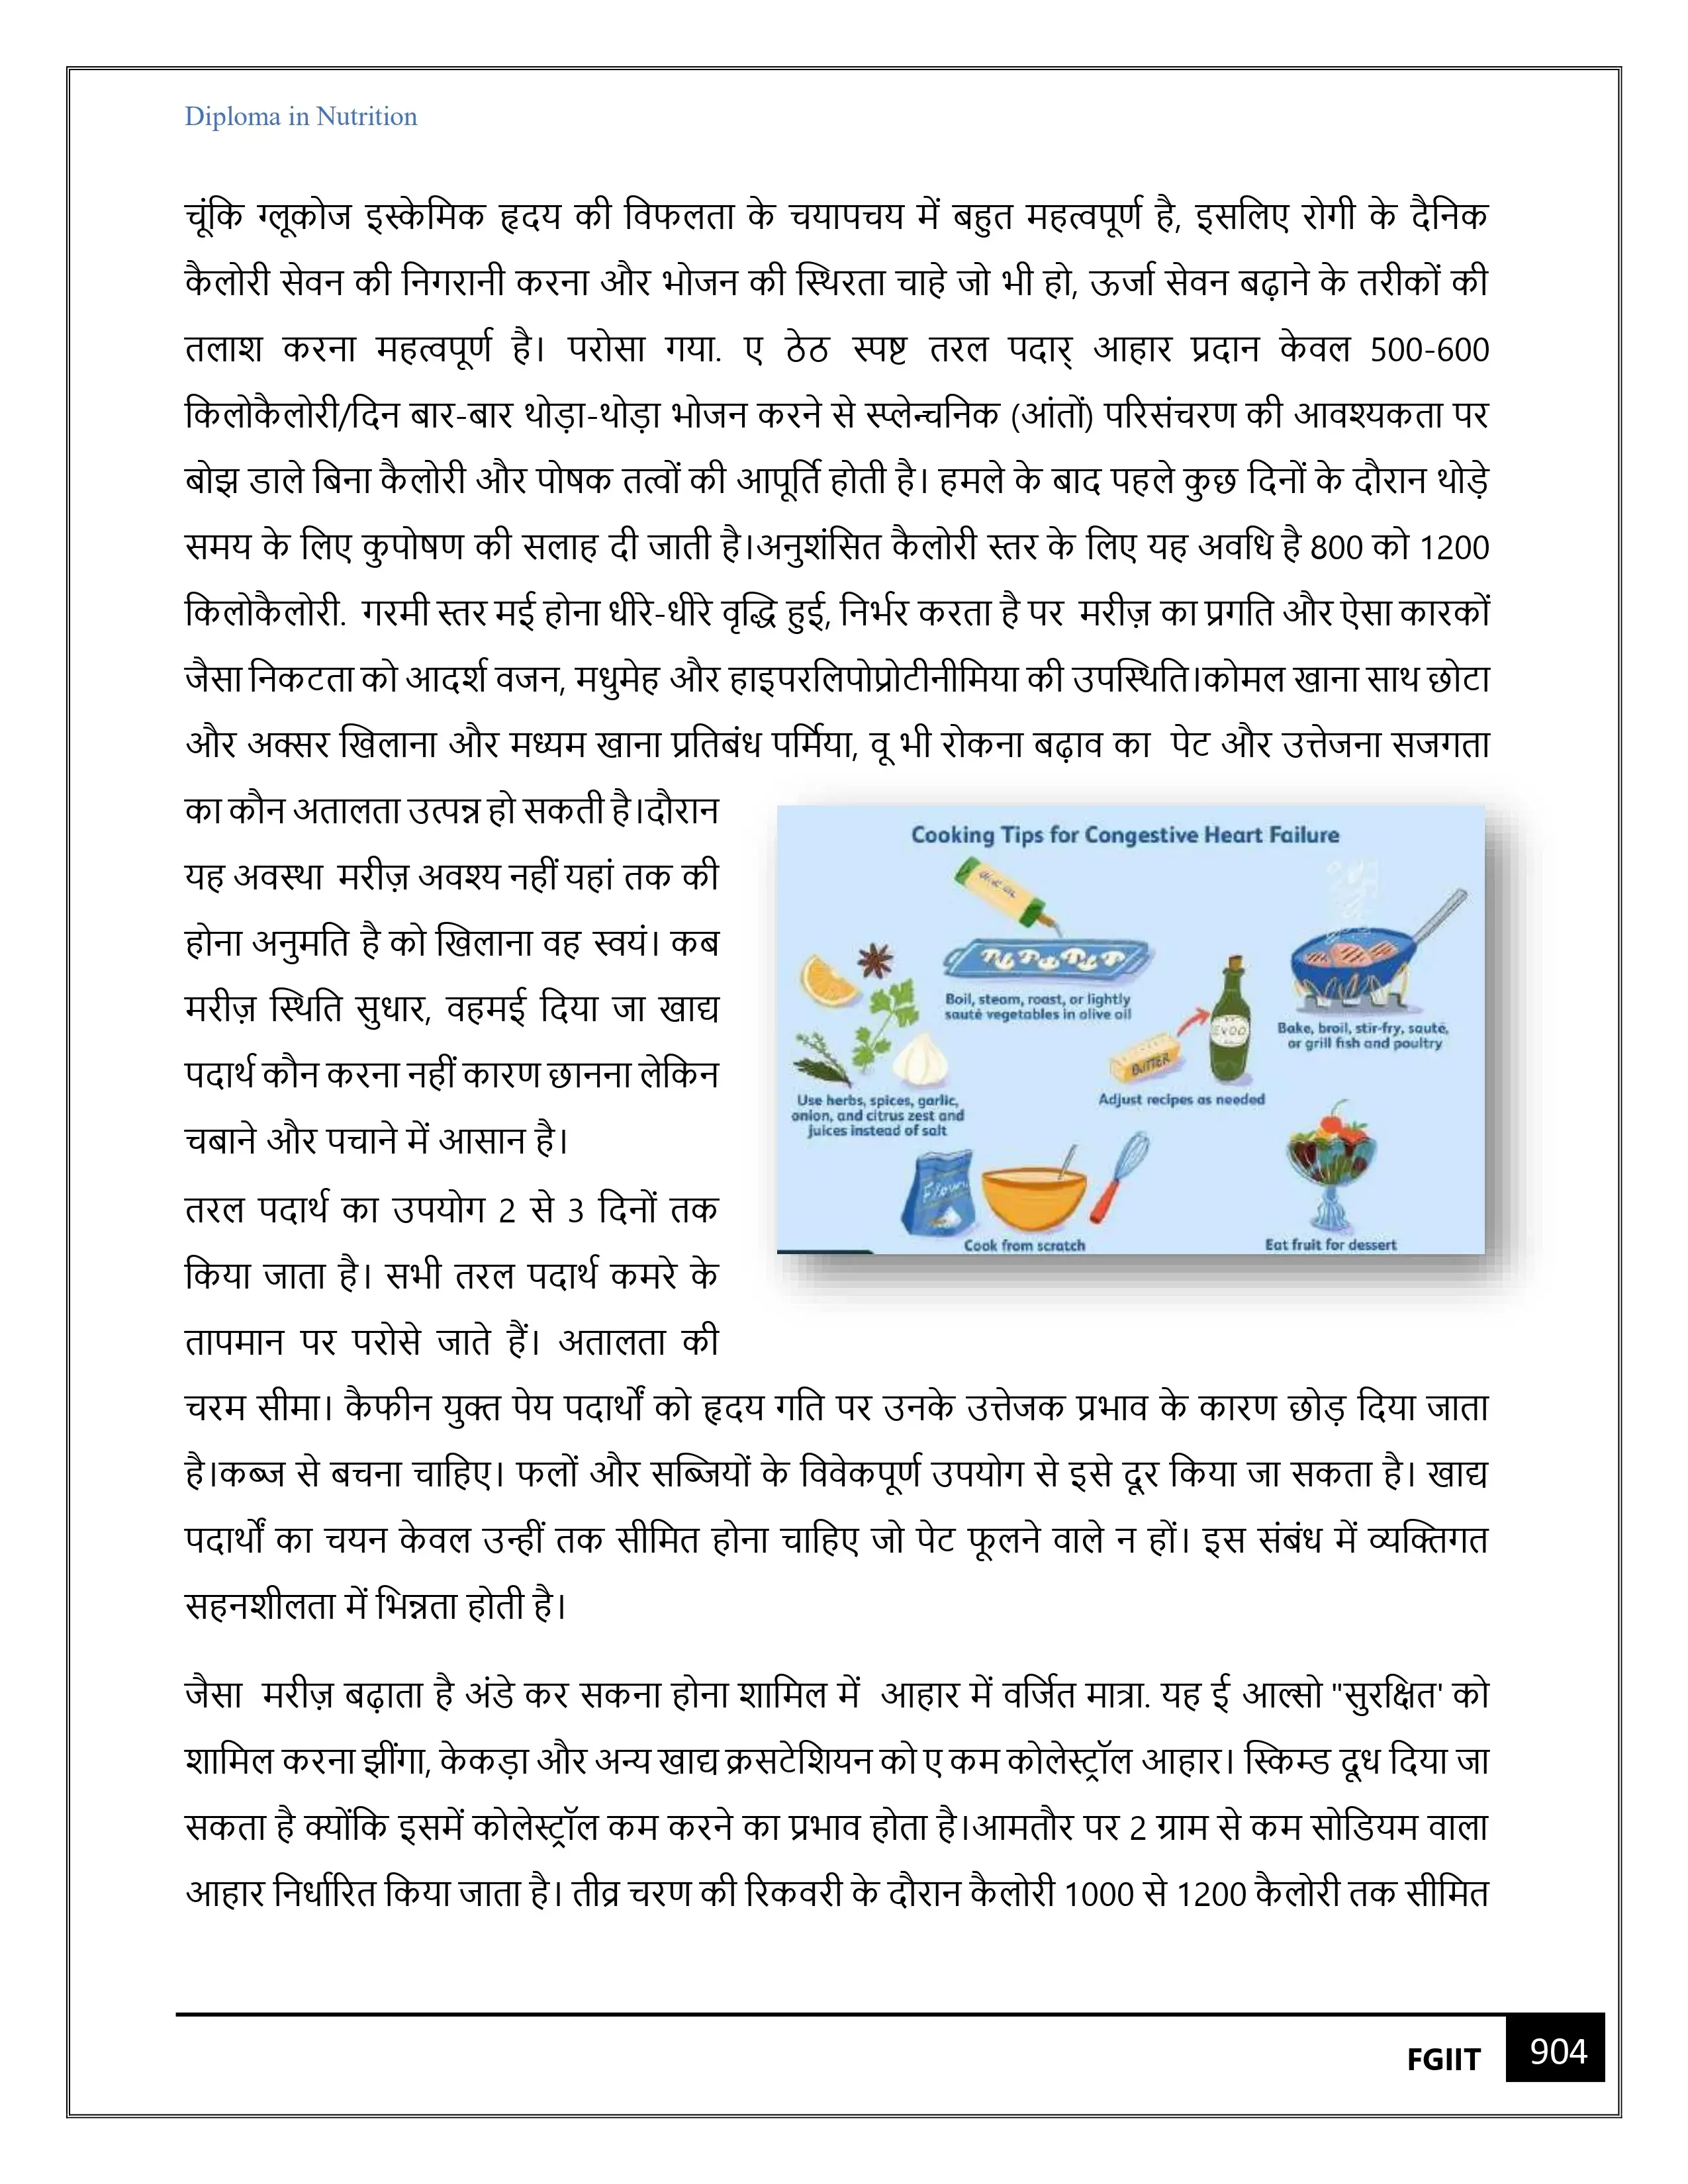 Diploma in Nutrition
चूंकि ग्लूकोज इस्केमिक हृदय की विफलता के चयापचय में बहुत महत्वपूर्ण है, इसलिए रोगी के दैनिक
कैलोरी सेवन की निगरानी करना और भोजन की स्थिरता चाहे जो भी हो, ऊर्जा सेवन बढ़ाने के तरीकों की
तलाश करना महत्वपूर्ण है। परोसा गया. ए ठेठ स्पष्ट तरल पदार् आहार प्रदान केवल 500-600
किलोकैलोरी/दिन बार-बार थोड़ा-थोड़ा भोजन करने से स्प्लेन्चनिक (आंतों) परिसंचरण की आवश्यकता पर
बोझ डाले बिना कैलोरी और पोषक तत्वों की आपूर्ति होती है। हमले के बाद पहले कुछ दिनों के दौरान थोड़े
समय के लिए कुपोषण की सलाह दी जाती है।अनुशंसित कैलोरी स्तर के लिए यह अवधि है 800 को 1200
किलोकैलोरी. गरमी स्तर मई होना धीरे-धीरे वृद्धि हुई, निर्भर करता है पर मरीज़ का प्रगति और ऐसा कारकों
जैसा निकटता को आदर्श वजन, मधुमेह और हाइपरलिपोप्रोटीनीमिया की उपस्थिति।कोमल खाना साथ छोटा
और अक्सर खिलाना और मध्यम खाना प्रतिबंध पर्मिया, वू भी रोकना बढ़ाव का पेट और उत्तेजना सजगता
का कौन अतालता उत्पन्न हो सकती है।दौरान
यह अवस्था मरीज़ अवश्य नहीं यहां तक की
होना अनुमति है को खिलाना वह स्वयं। कब
मरीज़ स्थिति सुधार, वहमई दिया जा खाद्य
पदार्थ कौन करना नहीं कारण छानना लेकिन
चबाने और पचाने में आसान है।
तरल पदार्थ का उपयोग 2 से 3 दिनों तक
किया जाता है। सभी तरल पदार्थ कमरे के
तापमान पर परोसे जाते हैं। अतालता की
Cooking Tips for Congestive Heart Failure
Boil, steam, roast, or lightly
sauté vegetables in olive oil
EVOO
BUTTER
Bake, broil, stir-fry, sauté,
or grill fish and poultry
Use herbs, spices, garlic,
onion, and citrus zest and
juices instead of salt
Adjust recipes as needed
Flour
Cook from scratch
Eat fruit for dessert
चरम सीमा। कैफीन युक्त पेय पदार्थों को हृदय गति पर उनके उत्तेजक प्रभाव के कारण छोड़ दिया जाता
है।कब्ज से बचना चाहिए। फलों और सब्जियों के विवेकपूर्ण उपयोग से इसे दूर किया जा सकता है। खाद्य
पदार्थों का चयन केवल उन्हीं तक सीमित होना चाहिए जो पेट फूलने वाले न हों। इस संबंध में व्यक्तिगत
सहनशीलता में भिन्नता होती है।
जैसा मरीज़ बढ़ाता है अंडे कर सकना होना शामिल में आहार में वर्जित मात्रा. यह ई आल्सो "सुरक्षित' को
शामिल करना झींगा, केकड़ा और अन्य खाद्य क्रसटेशियन को ए कम कोलेस्ट्रॉल आहार। स्किम्ड दूध दिया जा
सकता है क्योंकि इसमें कोलेस्ट्रॉल कम करने का प्रभाव होता है।आमतौर पर 2 ग्राम से कम सोडियम वाला
आहार निर्धारित किया जाता है। तीव्र चरण की रिकवरी के दौरान कैलोरी 1000 से 1200 कैलोरी तक सीमित
FGIIT 904